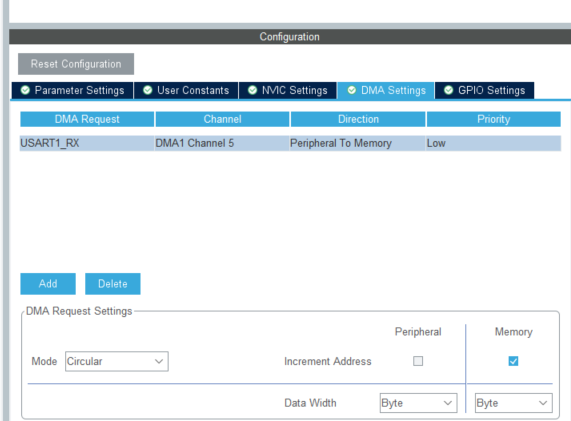 Configuration
Reset Configuration
Parameter Settings User Constants NVIC Settings DMA Settings GPIO Settings
DMA Request Channel Direction Priority
USART1_RX DMA1 Channel 5 Peripheral To Memory Low
Add Delete
DMA Request Settings
Peripheral Memory
Mode Circular Increment Address
Data Width Byte Byte